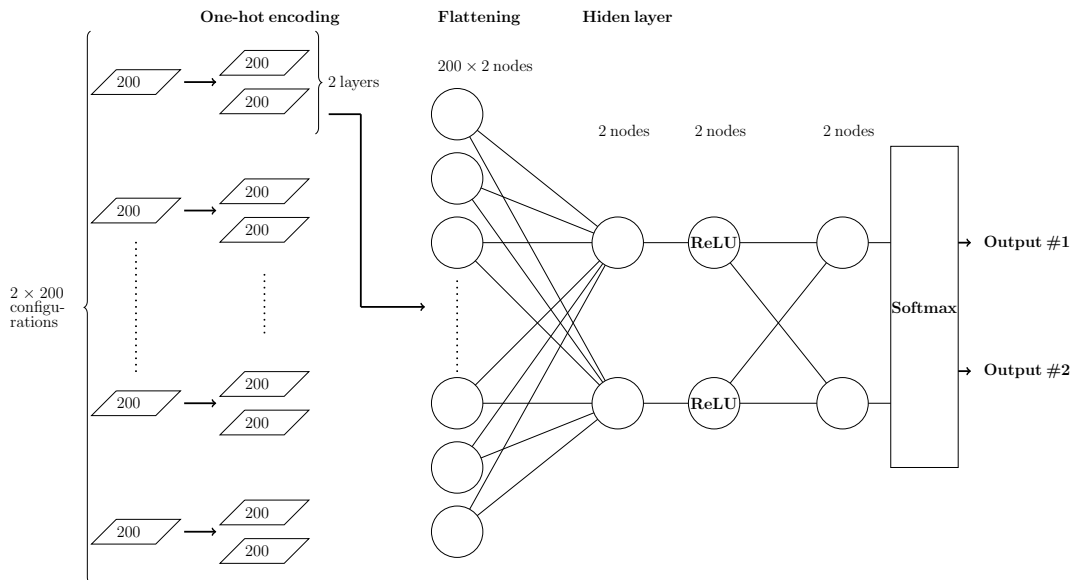 One-hot encoding
Flattening
Hiden layer
200
200
200
2 layers
200 × 2 nodes
2 nodes
2 nodes
2 nodes
200
200
200
ReLU
Output #1
2 × 200
configu-
rations
Softmax
Output #2
200
200
200
ReLU
200
200
200